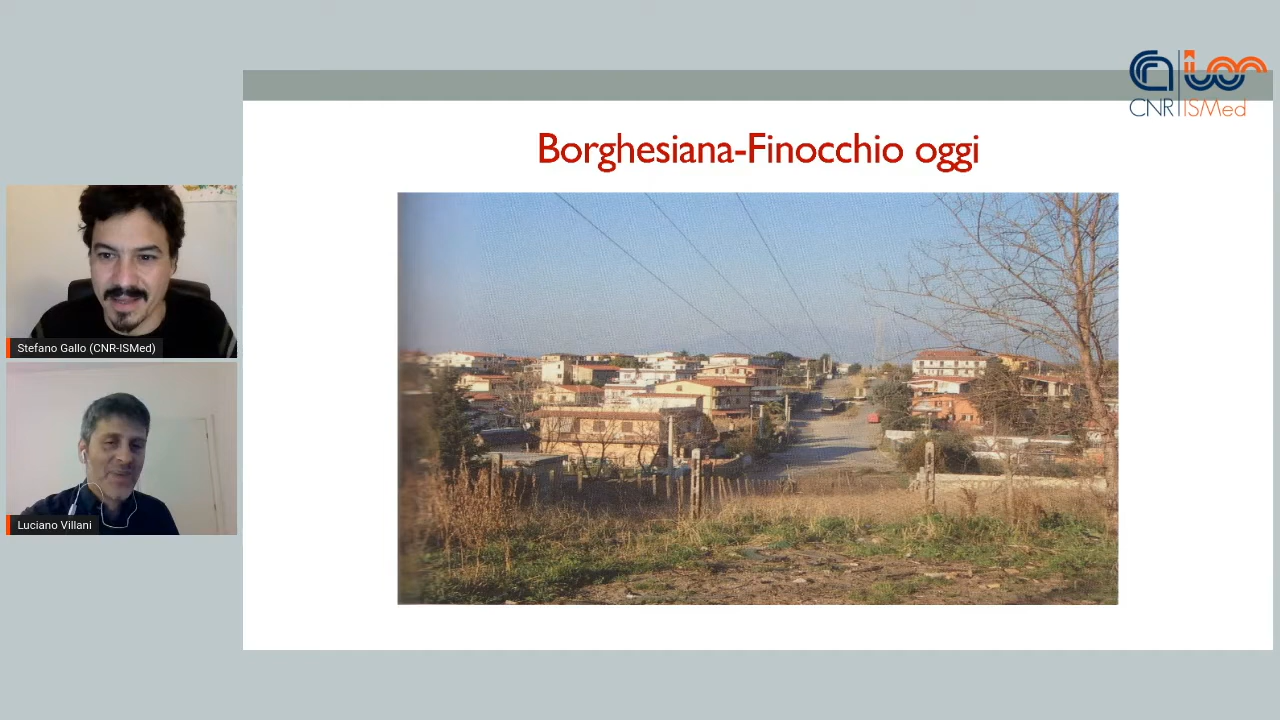 CNR ISMed
Borghesiana-Finocchio oggi
Stefano Gallo (CNR-ISMed)
Luciano Villani